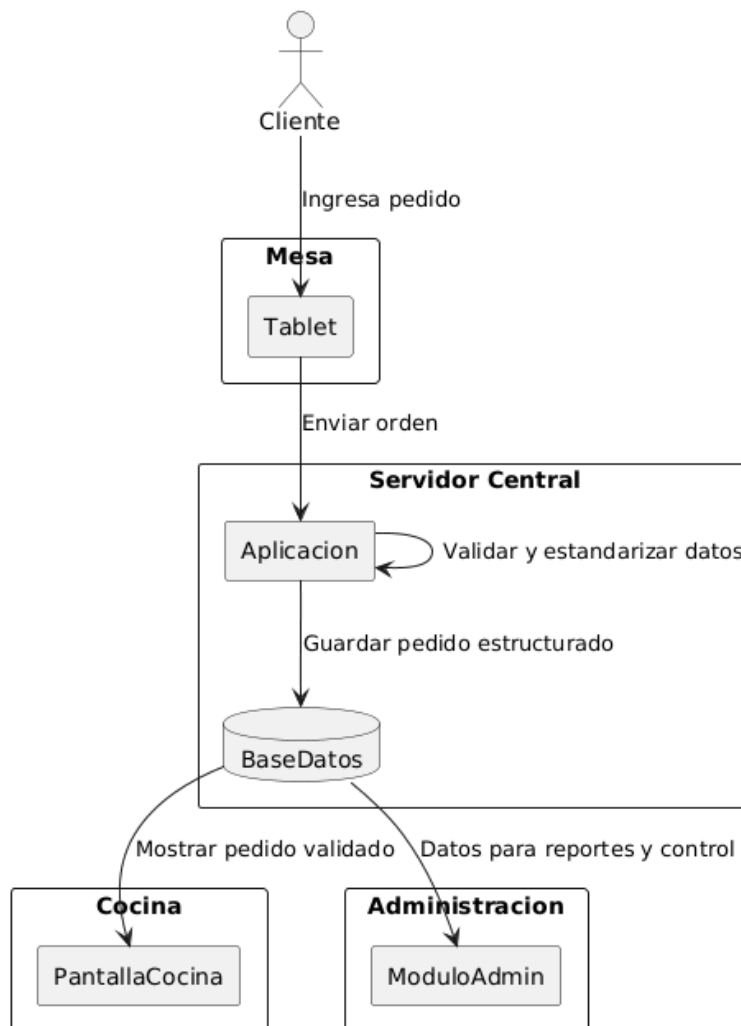 Cliente
Ingresa pedido
Mesa
Tablet
Enviar orden
Servidor Central
Aplicacion
Validar y estandarizar datos
Guardar pedido estructurado
BaseDatos
Mostrar pedido validado
Datos para reportes y control
Cocina
Administracion
PantallaCocina
ModuloAdmin